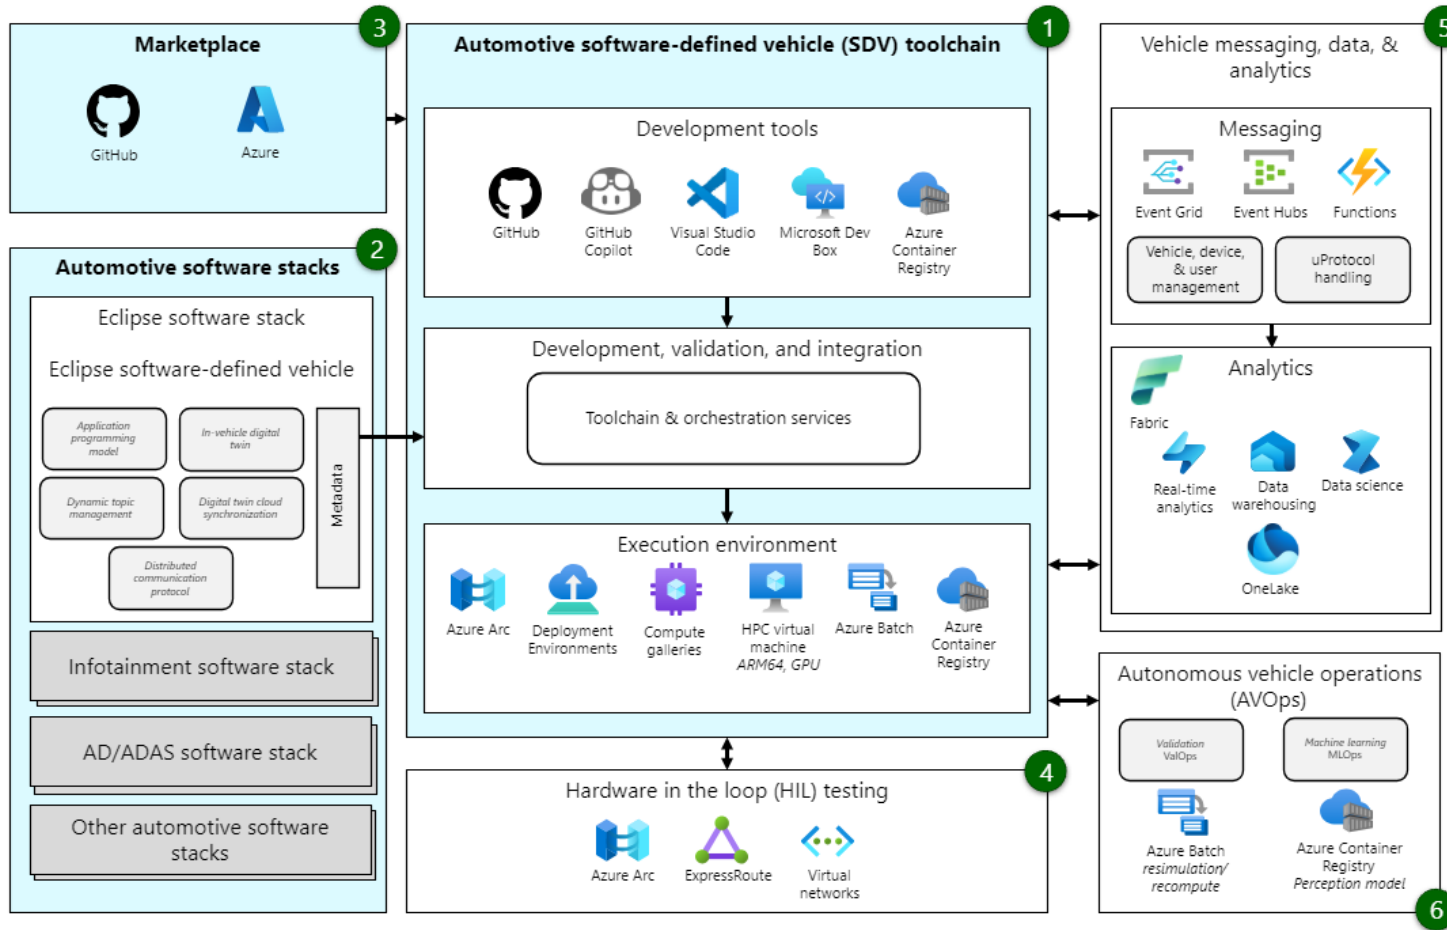 3
Marketplace
GitHub
Azure
2
Automotive software stacks
Eclipse software stack
Eclipse software-defined vehicle
Application
programming
model
In-vehicle digital
twin
Dynamic topic
management
Digital twin cloud
synchronization
Distributed
communication
protocol
Metadata
Infotainment software stack
AD/ADAS software stack
Other automotive software
stacks
1
Automotive software-defined vehicle (SDV) toolchain
Development tools
GitHub
GitHub
Copilot
Visual Studio
Code
Microsoft Dev
Box
Azure
Container
Registry
Development, validation, and integration
Toolchain & orchestration services
Execution environment
Azure Arc
Deployment
Environments
Compute
galleries
HPC virtual
machine
ARM64, GPU
Azure Batch
Azure
Container
Registry
4
Hardware in the loop (HIL) testing
Azure Arc
ExpressRoute
Virtual
networks
5
Vehicle messaging, data, &
analytics
Messaging
Event Grid
Event Hubs
Functions
Vehicle, device,
& user
management
uProtocol
handling
Analytics
Fabric
Real-time
analytics
Data
warehousing
Data science
OneLake
Autonomous vehicle operations
(AVOps)
Validation
ValOps
Machine learning
MLOps
Azure Batch
resimulation/
recompute
Azure Container
Registry
Perception model
6